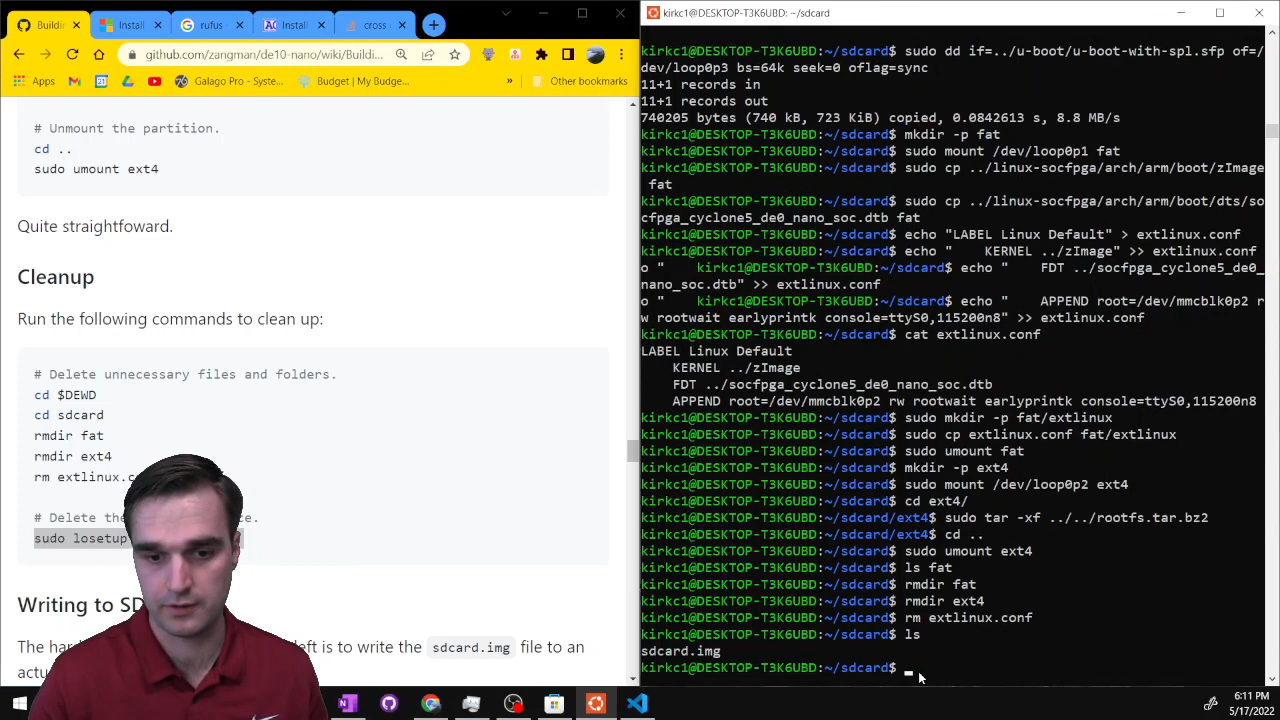 Buildi
Install
rufus
Install
cross
github.com/zangman/de10-nano/wiki/Buildi
Apps
Galago Pro - Syste...
Budget | My Budge...
»
Other bookmarks
# Unmount the partition.
cd ..
sudo umount ext4
Quite straightfoward.
Cleanup
Run the following commands to clean up:
# Delete unnecessary files and folders.
cd $DEWD
cd sdcard
rmdir fat
rmdir ext4
rm extlinux.c
# Delete the
ce.
sudo losetup
Writing to SD
The har
left is to write the sdcard.img file to an
actu
kirkc1@DESKTOP-T3K6UBD: ~/sdcard
kirkc1@DESKTOP-T3K6UBD:~/sdcard$ sudo dd if=../u-boot/u-boot-with-spl.sfp of=/
dev/loop0p3 bs=64k seek=0 oflag=sync
11+1 records in
11+1 records out
740205 bytes (740 kB, 723 KiB) copied, 0.0842613 s, 8.8 MB/s
kirkc1@DESKTOP-T3K6UBD:~/sdcard$ mkdir -p fat
kirkc1@DESKTOP-T3K6UBD:~/sdcard$ sudo mount /dev/loop0p1 fat
kirkc1@DESKTOP-T3K6UBD:~/sdcard$ sudo cp ../linux-socfpga/arch/arm/boot/zImage
fat
kirkc1@DESKTOP-T3K6UBD:~/sdcard$ sudo cp ../linux-socfpga/arch/arm/boot/dts/so
cfpga_cyclone5_de0_nano_soc.dtb fat
kirkc1@DESKTOP-T3K6UBD:~/sdcard$ echo "LABEL Linux Default" > extlinux.conf
kirkc1@DESKTOP-T3K6UBD:~/sdcard$ echo "    KERNEL ../zImage" >> extlinux.conf
o "    kirkc1@DESKTOP-T3K6UBD:~/sdcard$ echo "    FDT ../socfpga_cyclone5_de0_
nano_soc.dtb" >> extlinux.conf
o "    kirkc1@DESKTOP-T3K6UBD:~/sdcard$ echo "    APPEND root=/dev/mmcblk0p2 r
w rootwait earlyprintk console=ttyS0,115200n8" >> extlinux.conf
kirkc1@DESKTOP-T3K6UBD:~/sdcard$ cat extlinux.conf
LABEL Linux Default
    KERNEL ../zImage
    FDT ../socfpga_cyclone5_de0_nano_soc.dtb
    APPEND root=/dev/mmcblk0p2 rw rootwait earlyprintk console=ttyS0,115200n8
kirkc1@DESKTOP-T3K6UBD:~/sdcard$ sudo mkdir -p fat/extlinux
kirkc1@DESKTOP-T3K6UBD:~/sdcard$ sudo cp extlinux.conf fat/extlinux
kirkc1@DESKTOP-T3K6UBD:~/sdcard$ sudo umount fat
kirkc1@DESKTOP-T3K6UBD:~/sdcard$ mkdir -p ext4
kirkc1@DESKTOP-T3K6UBD:~/sdcard$ sudo mount /dev/loop0p2 ext4
kirkc1@DESKTOP-T3K6UBD:~/sdcard$ cd ext4/
kirkc1@DESKTOP-T3K6UBD:~/sdcard/ext4$ sudo tar -xf ../../rootfs.tar.bz2
kirkc1@DESKTOP-T3K6UBD:~/sdcard/ext4$ cd ..
kirkc1@DESKTOP-T3K6UBD:~/sdcard$ sudo umount ext4
kirkc1@DESKTOP-T3K6UBD:~/sdcard$ ls fat
kirkc1@DESKTOP-T3K6UBD:~/sdcard$ rmdir fat
kirkc1@DESKTOP-T3K6UBD:~/sdcard$ rmdir ext4
kirkc1@DESKTOP-T3K6UBD:~/sdcard$ rm extlinux.conf
kirkc1@DESKTOP-T3K6UBD:~/sdcard$ ls
sdcard.img
kirkc1@DESKTOP-T3K6UBD:~/sdcard$
6:11 PM
5/17/2022